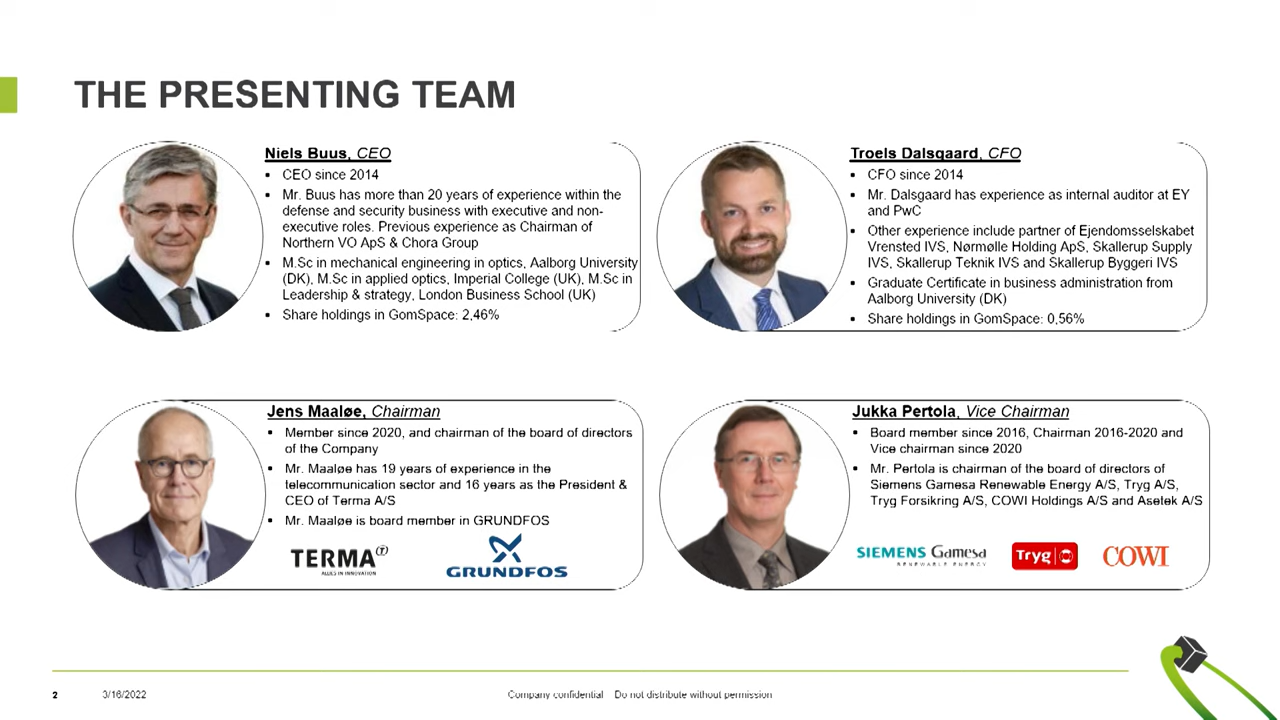 THE PRESENTING TEAM
Niels Buus, CEO
▪ CEO since 2014
▪ Mr. Buus has more than 20 years of experience within the
defense and security business with executive and non-
executive roles. Previous experience as Chairman of
Northern VO ApS & Chora Group
▪ M.Sc in mechanical engineering in optics, Aalborg University
(DK), M.Sc in applied optics, Imperial College (UK), M.Sc in
Leadership & strategy, London Business School (UK)
▪ Share holdings in GomSpace: 2,46%
Troels Dalsgaard, CFO
▪ CFO since 2014
▪ Mr. Dalsgaard has experience as internal auditor at EY
and PwC
▪ Other experience include partner of Ejendomsselskabet
Vrensted IVS, Nørmølle Holding ApS, Skallerup Supply
IVS, Skallerup Teknik IVS and Skallerup Byggeri IVS
▪ Graduate Certificate in business administration from
Aalborg University (DK)
▪ Share holdings in GomSpace: 0,56%
Jens Maaløe, Chairman
▪ Member since 2020, and chairman of the board of directors
of the Company
▪ Mr. Maaløe has 19 years of experience in the
telecommunication sector and 16 years as the President &
CEO of Terma A/S
▪ Mr. Maaløe is board member in GRUNDFOS
TERMA T
ALLIES IN INNOVATION
GRUNDFOS
Jukka Pertola, Vice Chairman
▪ Board member since 2016, Chairman 2016-2020 and
Vice chairman since 2020
▪ Mr. Pertola is chairman of the board of directors of
Siemens Gamesa Renewable Energy A/S, Tryg A/S,
Tryg Forsikring A/S, COWI Holdings A/S and Asetek A/S
SIEMENS Gamesa
RENEWABLE ENERGY
Tryg
COWI
2
3/16/2022
Company confidential Do not distribute without permission